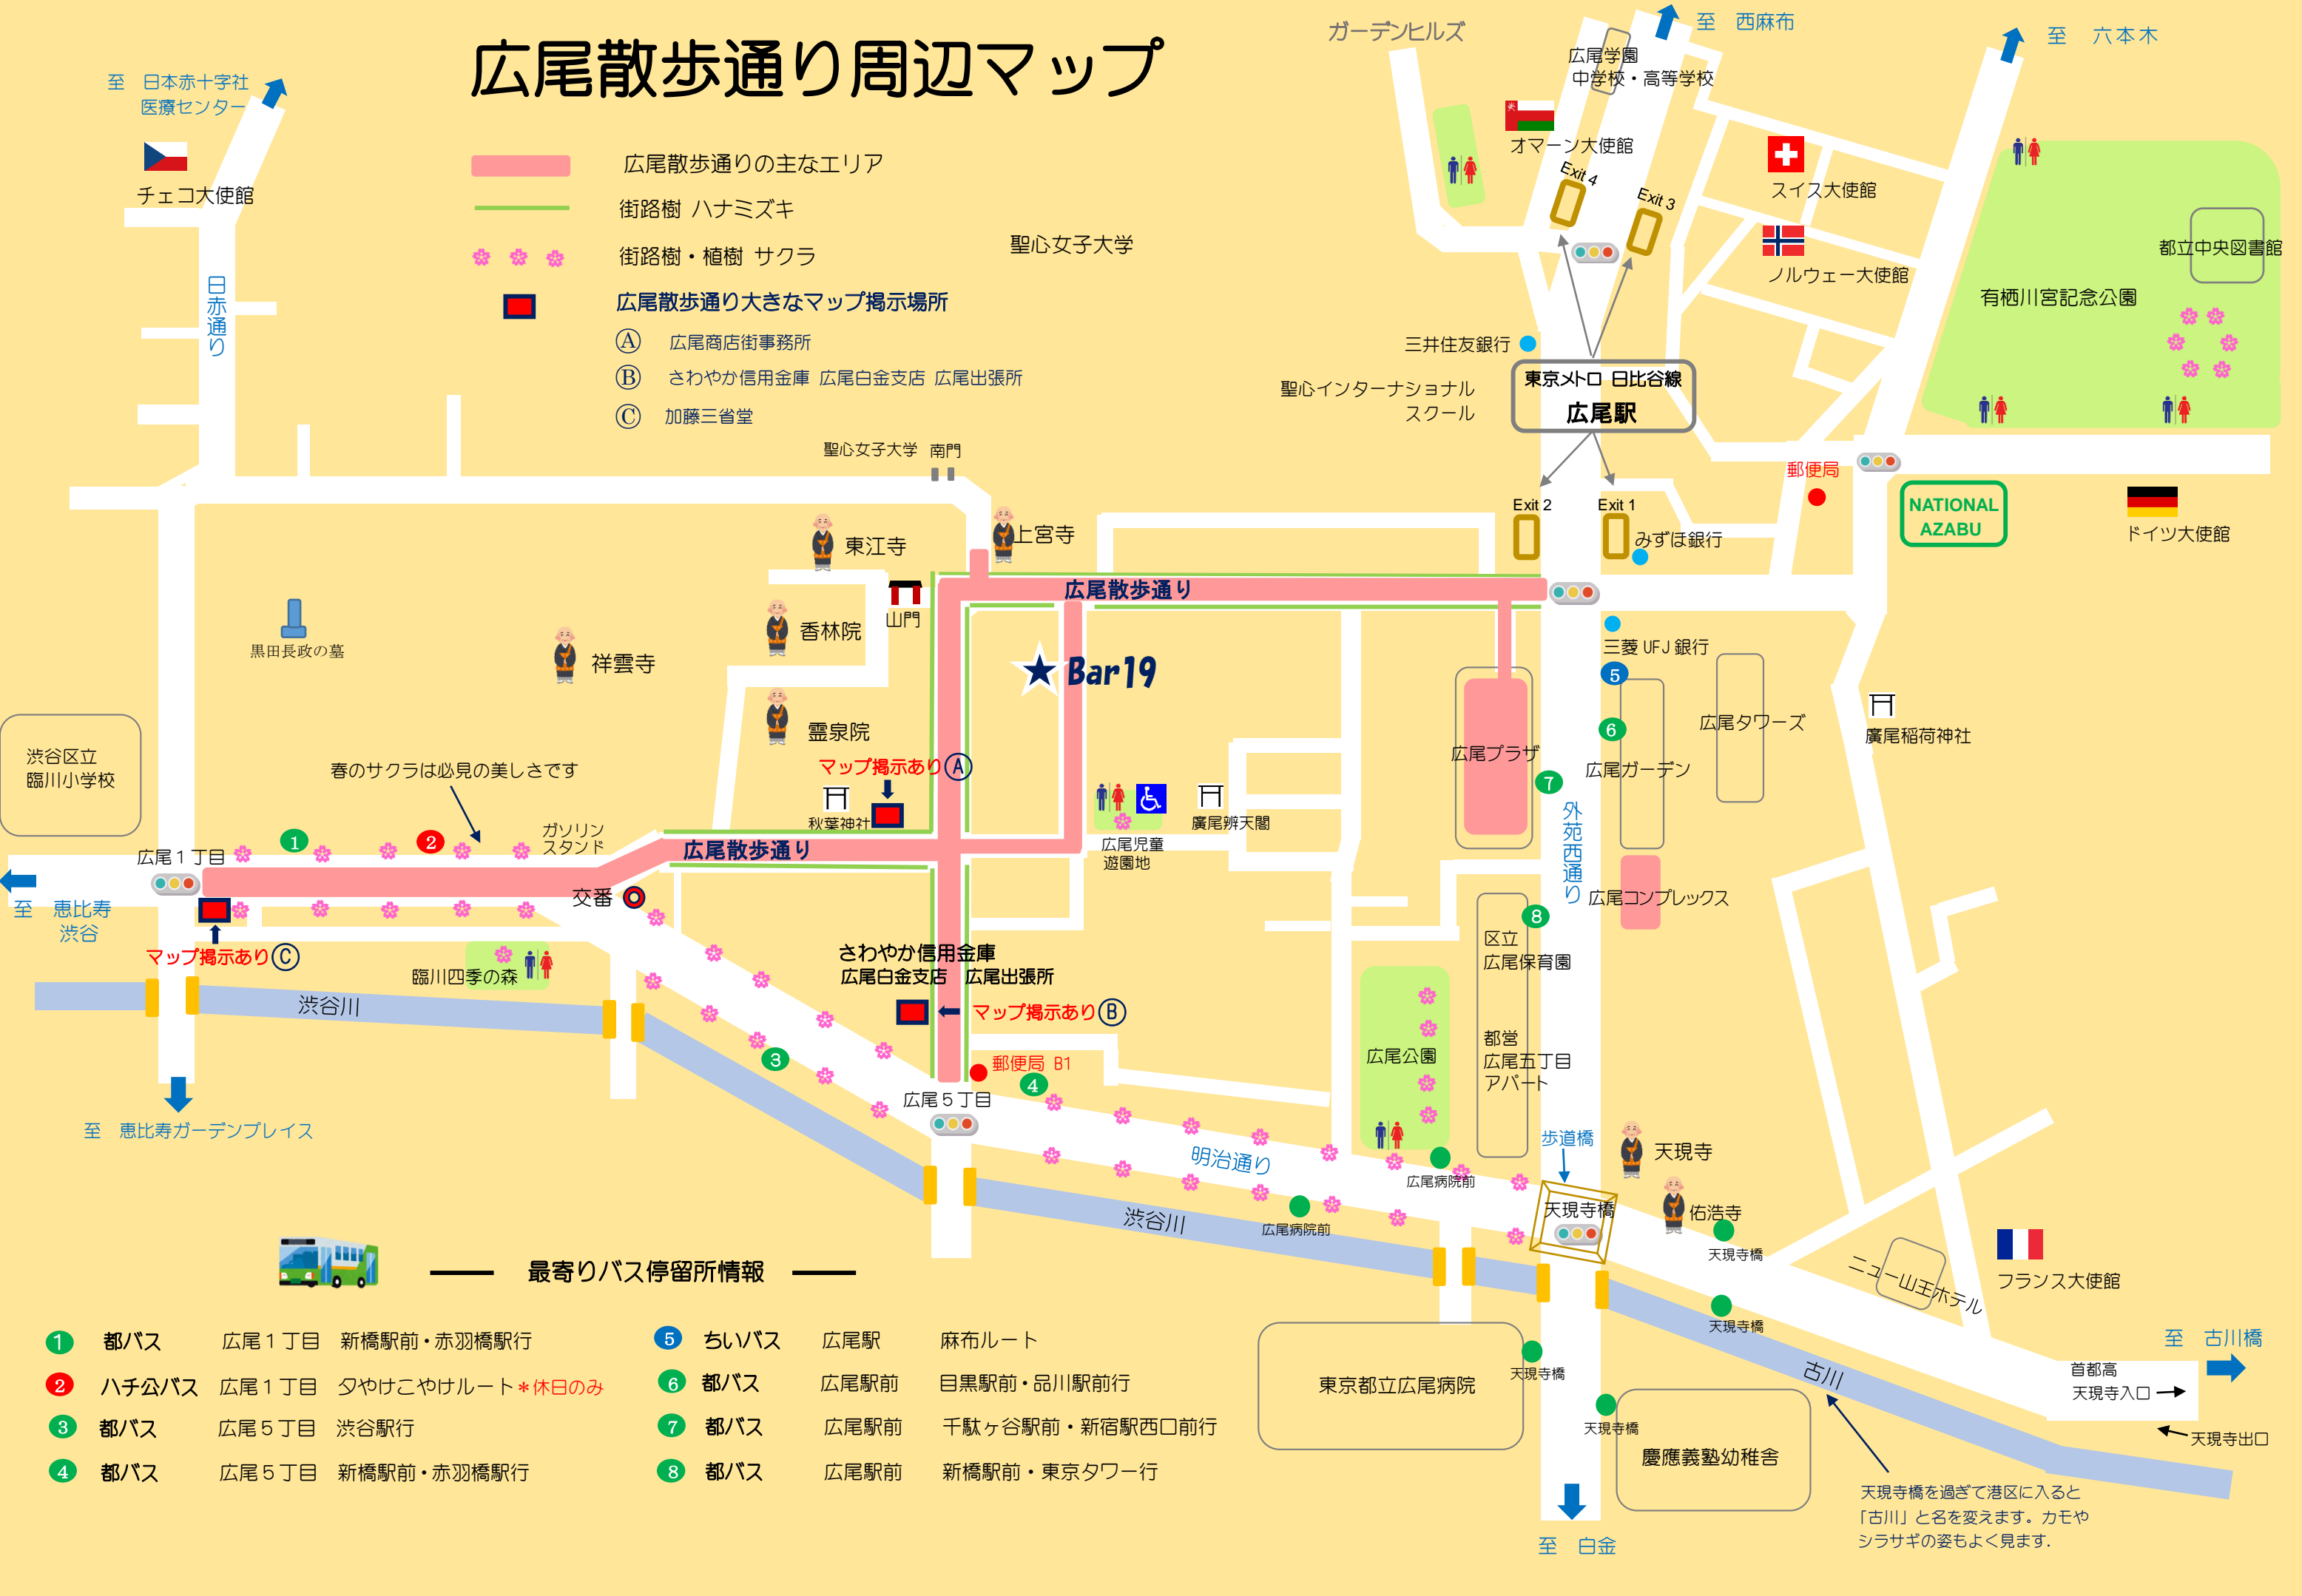 広尾散歩通り周辺マップ
広尾散歩通りの主なエリア
街路樹 ハナミズキ
街路樹・植樹 サクラ
広尾散歩通り大きなマップ掲示場所
Ⓐ 広尾商店街事務所
Ⓑ さわやか信用金庫 広尾白金支店 広尾出張所
Ⓒ 加藤三省堂
至 日本赤十字社
医療センター
チェコ大使館
日赤通り
聖心女子大学
ガーデンヒルズ
広尾学園
中学校・高等学校
至 西麻布
至 六本木
オマーン大使館
Exit 4
Exit 3
スイス大使館
ノルウェー大使館
都立中央図書館
有栖川宮記念公園
三井住友銀行
聖心インターナショナル
スクール
東京メトロ 日比谷線
広尾駅
郵便局
NATIONAL
AZABU
ドイツ大使館
Exit 2
Exit 1
みずほ銀行
聖心女子大学 南門
上宮寺
東江寺
山門
香林院
祥雲寺
霊泉院
黒田長政の墓
広尾散歩通り
Bar19
三菱UFJ銀行
5
6
広尾タワーズ
廣尾稲荷神社
広尾プラザ
広尾ガーデン
7
外苑西通り
渋谷区立
臨川小学校
春のサクラは必見の美しさです
マップ掲示あり Ⓐ
秋葉神社
廣尾辨天閣
広尾児童
遊園地
1
2
ガソリン
スタンド
広尾散歩通り
広尾1丁目
交番
至 恵比寿
渋谷
マップ掲示あり Ⓒ
臨川四季の森
渋谷川
さわやか信用金庫
広尾白金支店 広尾出張所
マップ掲示あり Ⓑ
郵便局 B1
3
4
広尾5丁目
広尾コンプレックス
8
区立
広尾保育園
都営
広尾五丁目
アパート
広尾公園
至 恵比寿ガーデンプレイス
明治通り
渋谷川
広尾病院前
広尾病院前
歩道橋
天現寺橋
天現寺
佑浩寺
天現寺橋
天現寺橋
ニュー山王ホテル
フランス大使館
至 古川橋
首都高
天現寺入口
天現寺出口
古川
東京都立広尾病院
天現寺橋
天現寺橋
慶應義塾幼稚舎
至 白金
天現寺橋を過ぎて港区に入ると
「古川」と名を変えます。カモや
シラサギの姿もよく見ます.
最寄りバス停留所情報
1 都バス 広尾1丁目 新橋駅前・赤羽橋駅行
2 ハチ公バス 広尾1丁目 夕やけこやけルート＊休日のみ
3 都バス 広尾5丁目 渋谷駅行
4 都バス 広尾5丁目 新橋駅前・赤羽橋駅行
5 ちいバス 広尾駅 麻布ルート
6 都バス 広尾駅前 目黒駅前・品川駅前行
7 都バス 広尾駅前 千駄ヶ谷駅前・新宿駅西口前行
8 都バス 広尾駅前 新橋駅前・東京タワー行